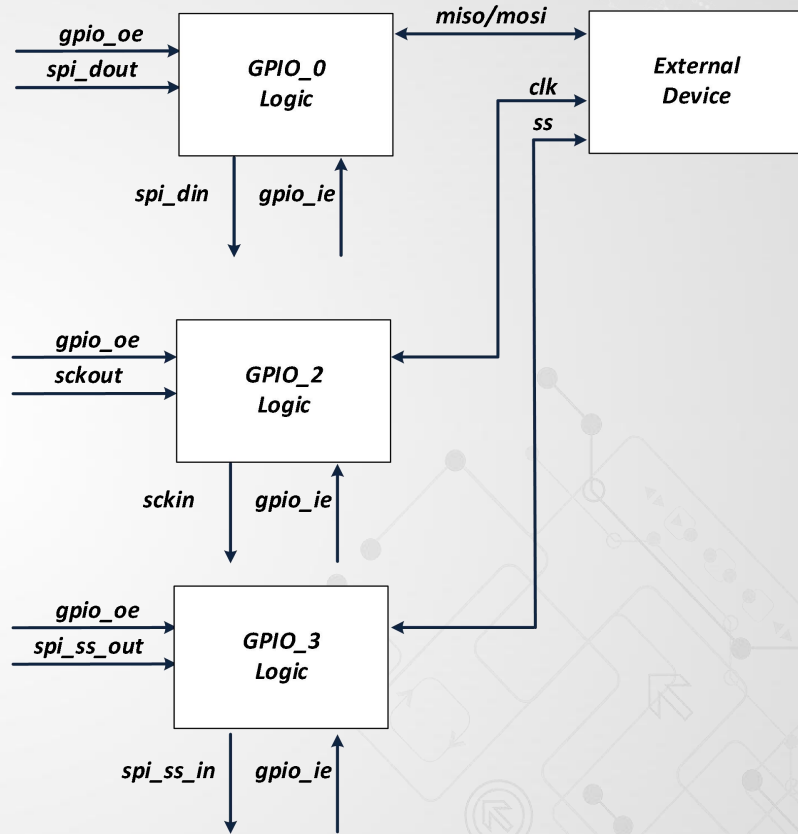 gpio_oe
spi_dout
GPIO_0
Logic
miso/mosi
External
Device
clk
ss
spi_din
gpio_ie
gpio_oe
sckout
GPIO_2
Logic
sckin
gpio_ie
gpio_oe
spi_ss_out
GPIO_3
Logic
spi_ss_in
gpio_ie